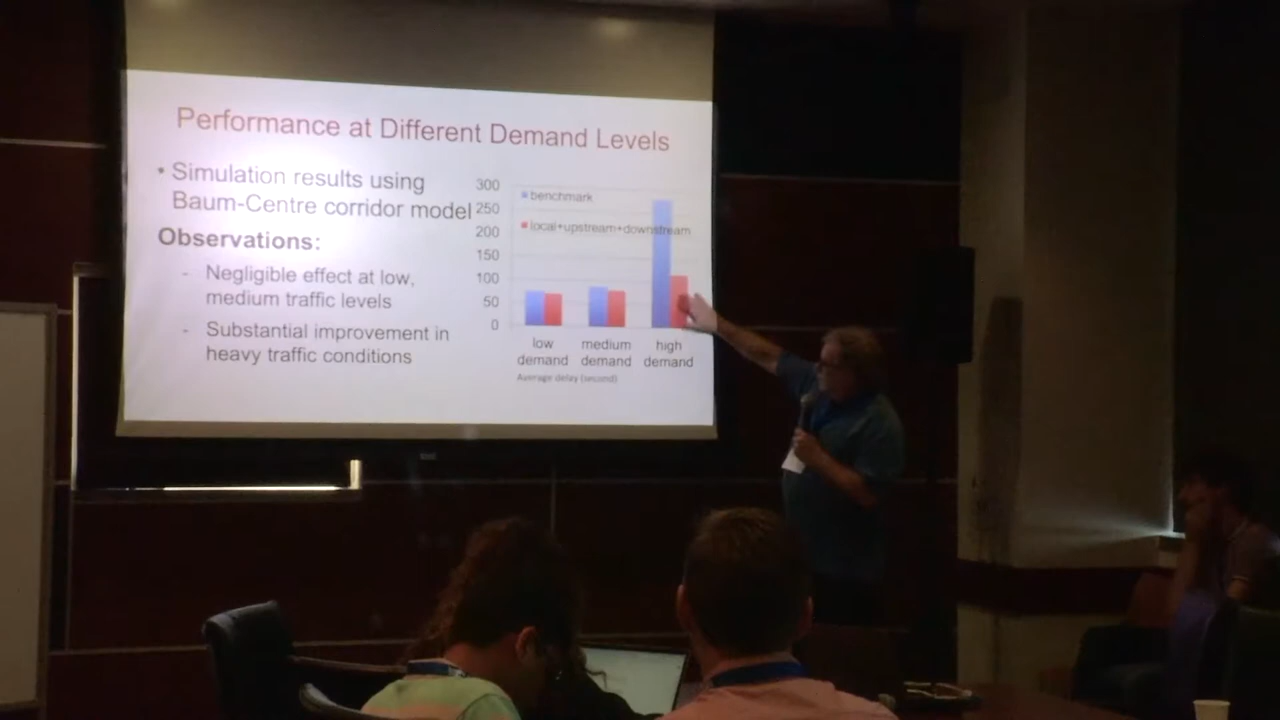 Performance at Different Demand Levels
• Simulation results using
Baum-Centre corridor model
Observations:
- Negligible effect at low,
medium traffic levels
- Substantial improvement in
heavy traffic conditions
300
250
200
150
100
50
0
benchmark
local+upstream+downstream
low demand
medium demand
high demand
Average delay (second)